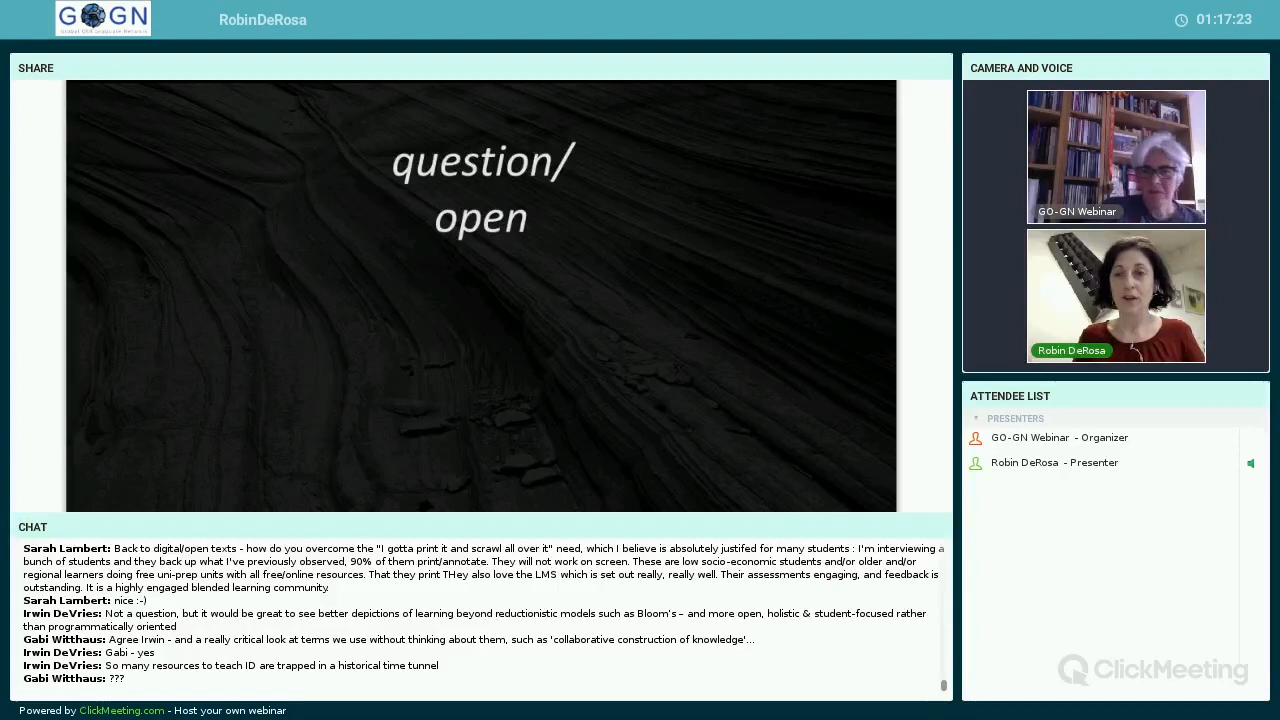 GO GN
Global OER Graduate Network
RobinDeRosa
01:17:23
SHARE
question/
open
CAMERA AND VOICE
GO-GN Webinar
Robin DeRosa
ATTENDEE LIST
PRESENTERS
GO-GN Webinar - Organizer
Robin DeRosa - Presenter
CHAT
Sarah Lambert: Back to digital/open texts - how do you overcome the "I gotta print it and scrawl all over it" need, which I believe is absolutely justifed for many students : I'm interviewing a
bunch of students and they back up what I've previously observed, 90% of them print/annotate. They will not work on screen. These are low socio-economic students and/or older and/or
regional learners doing free uni-prep units with all free/online resources. That they print THey also love the LMS which is set out really, really well. Their assessments engaging, and feedback is
outstanding. It is a highly engaged blended learning community.
Sarah Lambert: nice :-)
Irwin DeVries: Not a question, but it would be great to see better depictions of learning beyond reductionistic models such as Bloom's – and more open, holistic & student-focused rather
than programmatically oriented
Gabi Witthaus: Agree Irwin - and a really critical look at terms we use without thinking about them, such as 'collaborative construction of knowledge'...
Irwin DeVries: Gabi - yes
Irwin DeVries: So many resources to teach ID are trapped in a historical time tunnel
Gabi Witthaus: ???
ClickMeeting
Powered by ClickMeeting.com - Host your own webinar